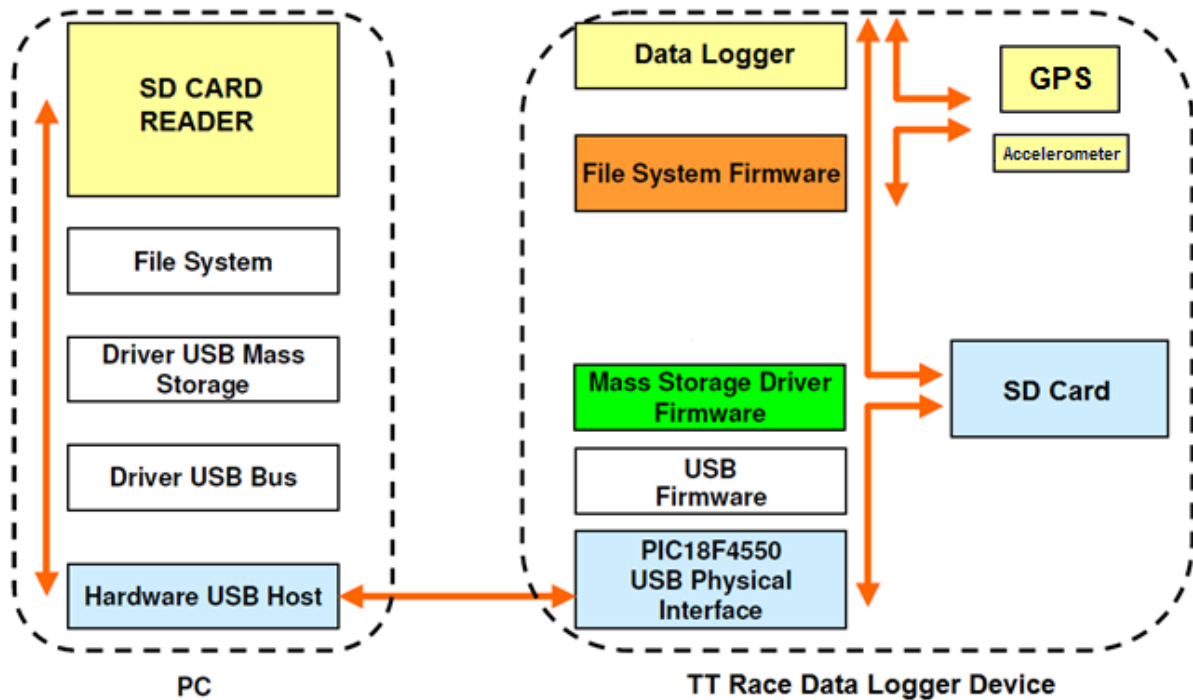 SD CARD
READER
File System
Driver USB Mass
Storage
Driver USB Bus
Hardware USB Host
PC
Data Logger
File System Firmware
Mass Storage Driver
Firmware
USB
Firmware
PIC18F4550
USB Physical
Interface
GPS
Accelerometer
SD Card
TT Race Data Logger Device